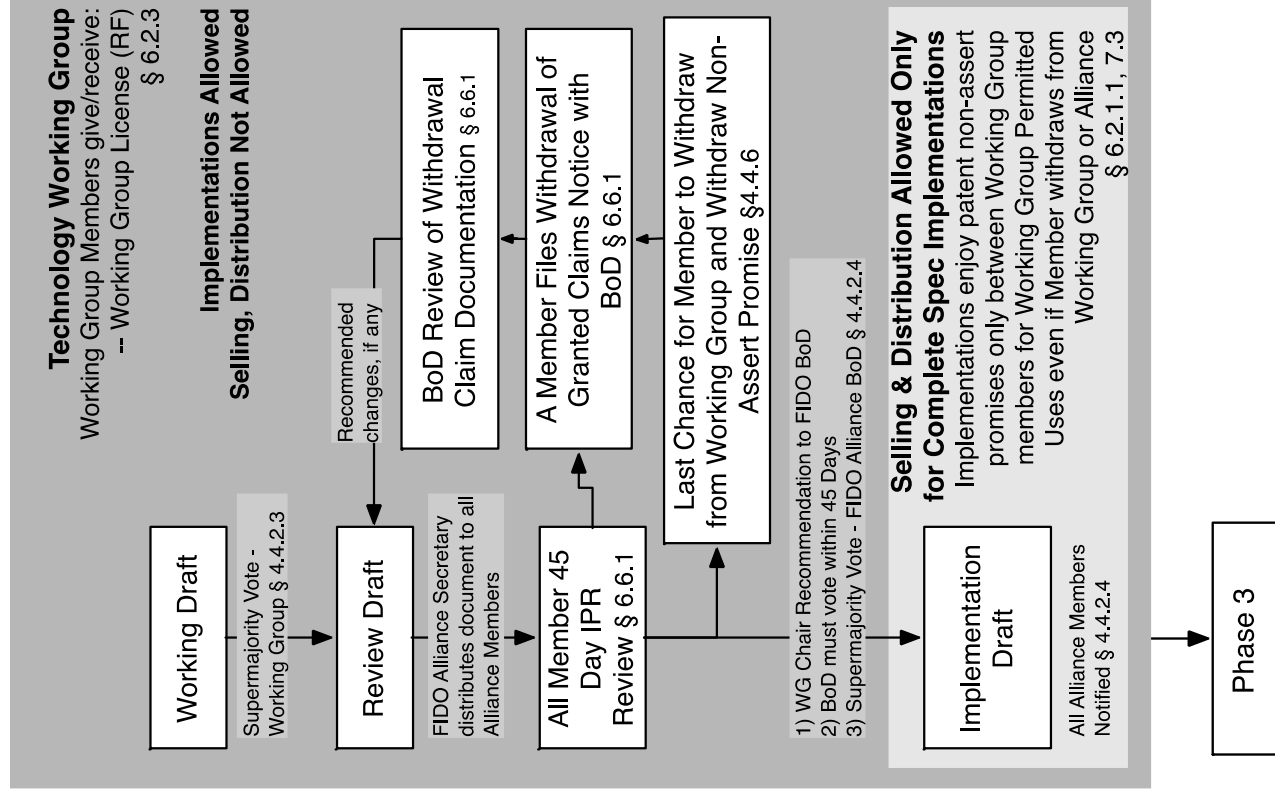 Technology Working Group
Working Group Members give/receive:
-- Working Group License (RF)
§ 6.2.3
Implementations Allowed
Selling, Distribution Not Allowed
Working Draft
Supermajority Vote -
Working Group § 4.4.2.3
Recommended
changes, if any
Review Draft
BoD Review of Withdrawal
Claim Documentation § 6.6.1
FIDO Alliance Secretary
distributes document to all
Alliance Members
All Member 45
Day IPR
Review § 6.6.1
A Member Files Withdrawal of
Granted Claims Notice with
BoD § 6.6.1
Last Chance for Member to Withdraw
from Working Group and Withdraw Non-
Assert Promise §4.4.6
1) WG Chair Recommendation to FIDO BoD
2) BoD must vote within 45 Days
3) Supermajority Vote - FIDO Alliance BoD § 4.4.2.4
Selling & Distribution Allowed Only
for Complete Spec Implementations
Implementations enjoy patent non-assert
promises only between Working Group
members for Working Group Permitted
Uses even if Member withdraws from
Working Group or Alliance
§ 6.2.1.1, 7.3
Implementation
Draft
All Alliance Members
Notified § 4.4.2.4
Phase 3